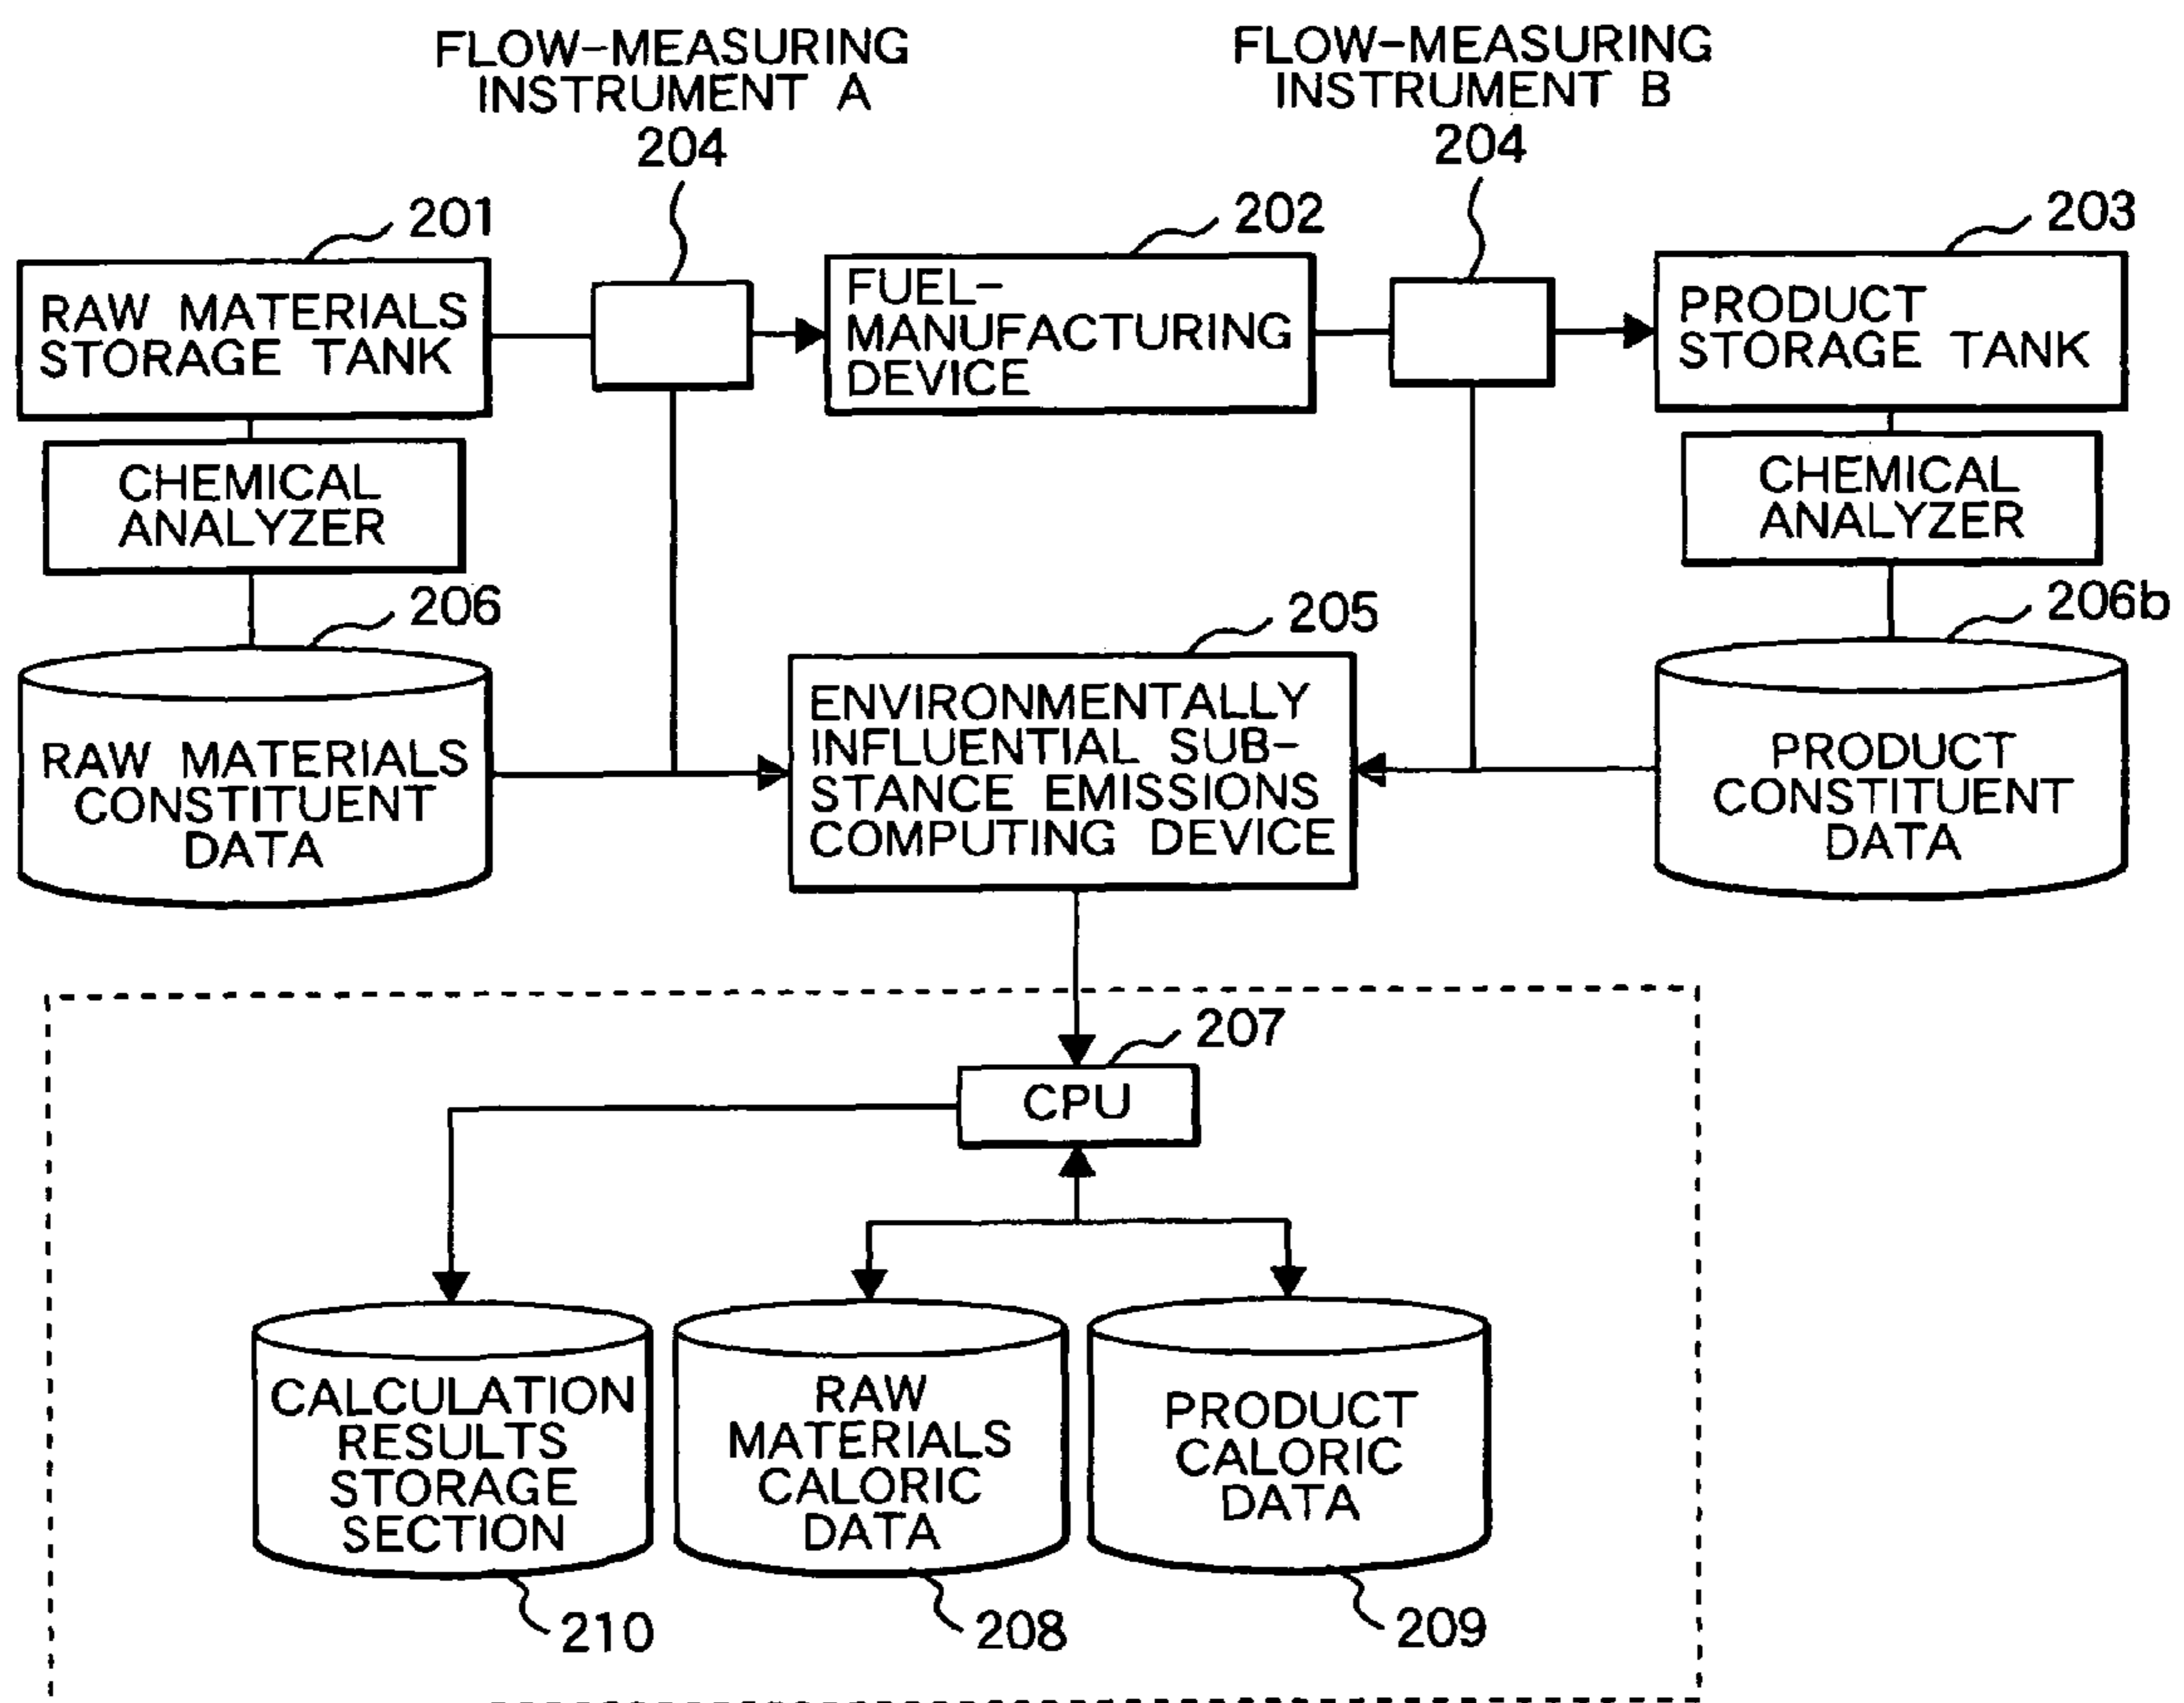 FLOW-MEASURING
INSTRUMENT A
204
FLOW-MEASURING
INSTRUMENT B
204
201
202
203
RAW MATERIALS
STORAGE TANK
FUEL-
MANUFACTURING
DEVICE
PRODUCT
STORAGE TANK
CHEMICAL
ANALYZER
CHEMICAL
ANALYZER
206
205
206b
RAW MATERIALS
CONSTITUENT
DATA
ENVIRONMENTALLY
INFLUENTIAL SUB-
STANCE EMISSIONS
COMPUTING DEVICE
PRODUCT
CONSTITUENT
DATA
207
CPU
CALCULATION
RESULTS
STORAGE
SECTION
RAW
MATERIALS
CALORIC
DATA
PRODUCT
CALORIC
DATA
210
208
209